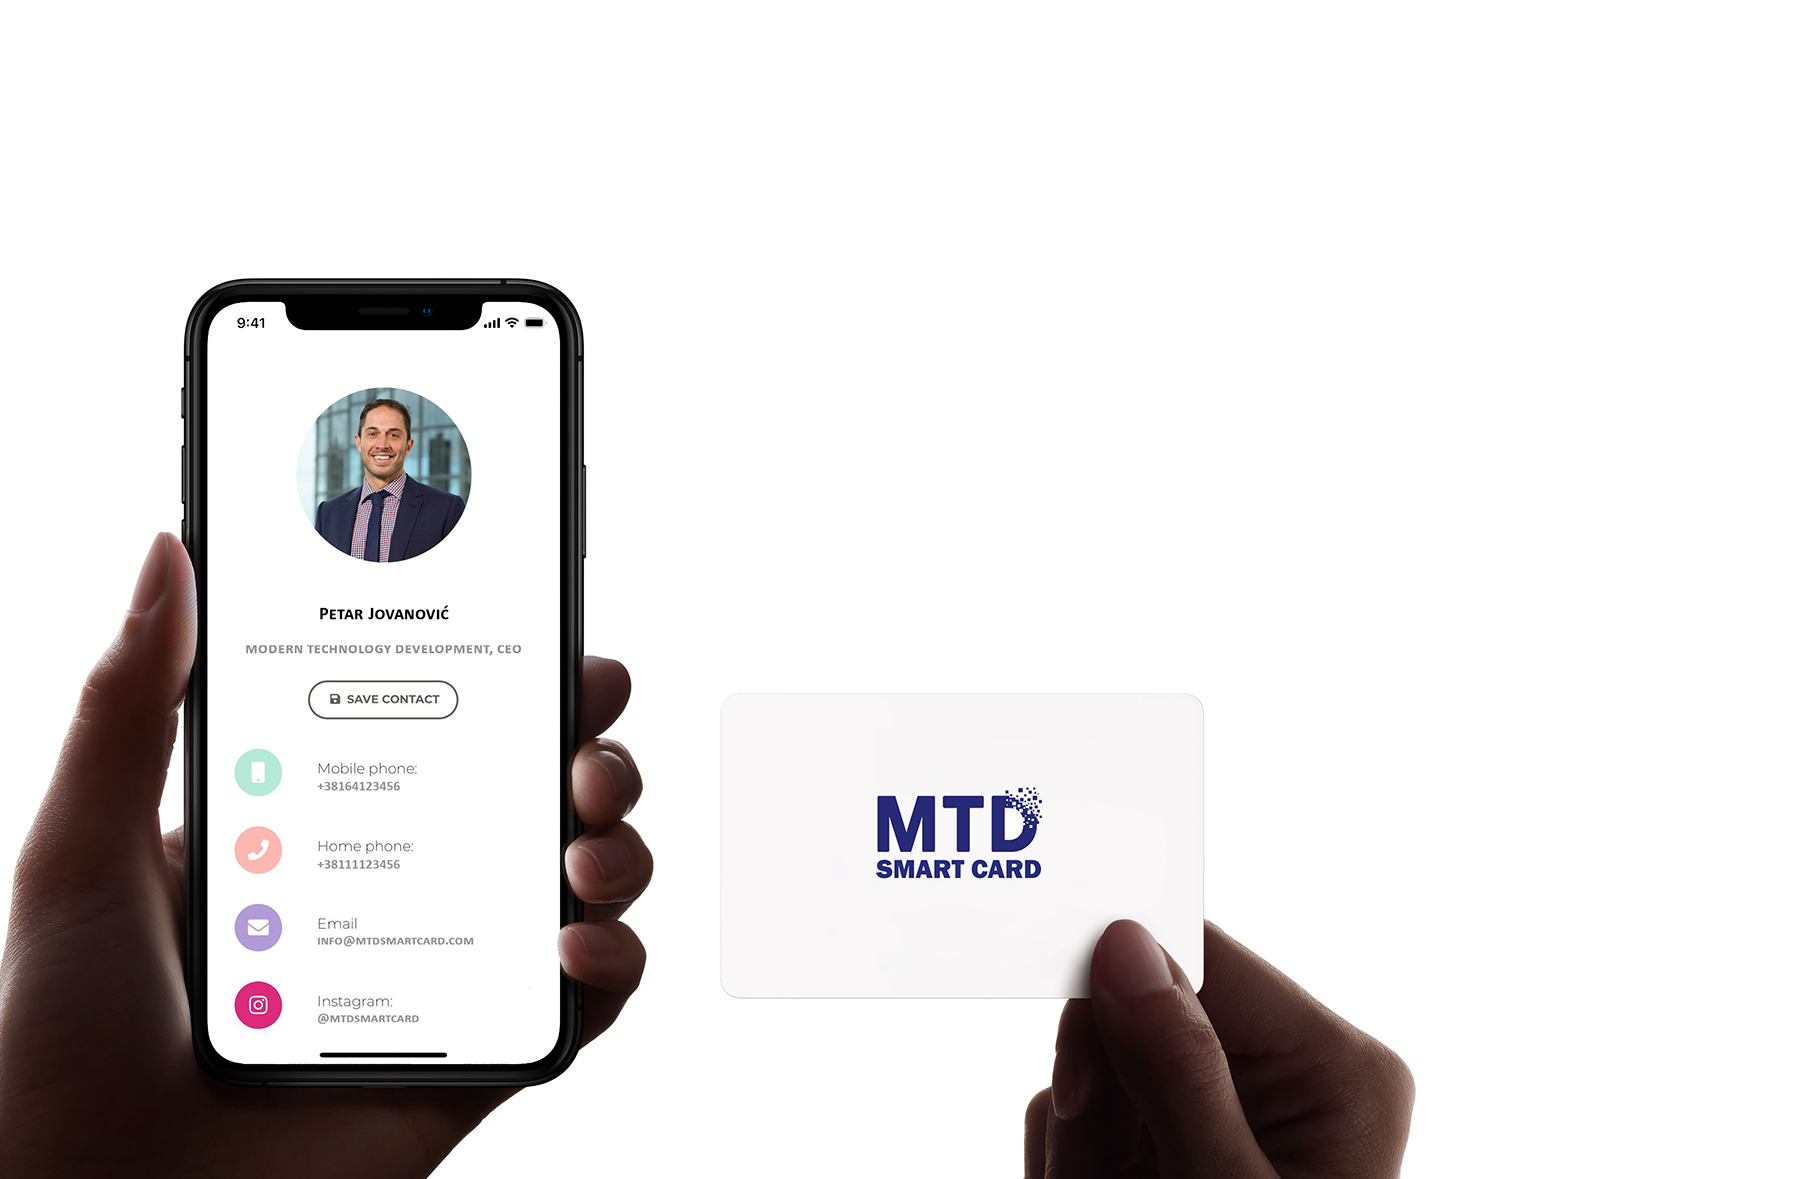 9:41
Petar Jovanović
MODERN TECHNOLOGY DEVELOPMENT, CEO
SAVE CONTACT
Mobile phone:
+38164123456
Home phone:
+38111123456
Email
INFO@MTDSMARTCARD.COM
Instagram:
@MTDSMARTCARD
MTD
SMART CARD